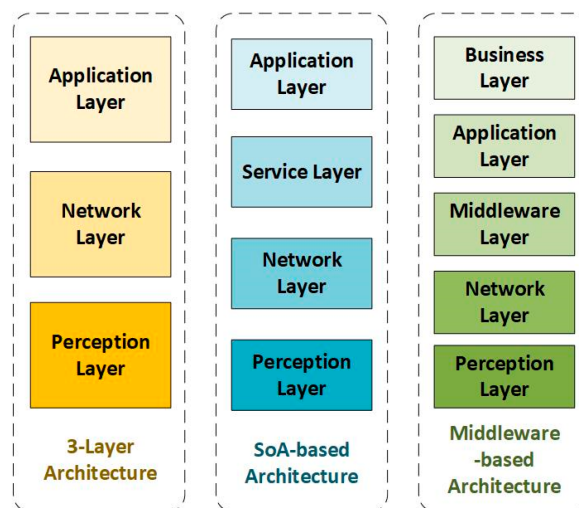 Application
Layer
Network
Layer
Perception
Layer
3-Layer
Architecture
Application
Layer
Service Layer
Network
Layer
Perception
Layer
SoA-based
Architecture
Business
Layer
Application
Layer
Middleware
Layer
Network
Layer
Perception
Layer
Middleware
-based
Architecture